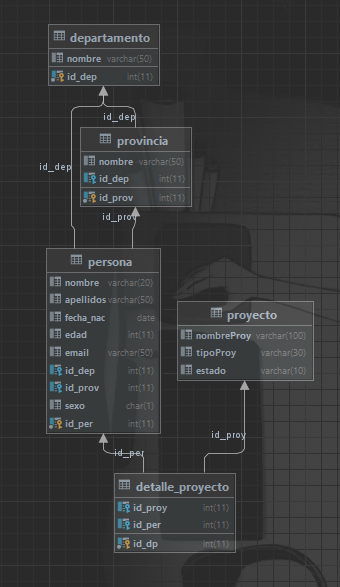 departamento
nombre varchar(50)
id_dep int(11)
id_dep
provincia
nombre varchar(50)
id_dep int(11)
id_prov int(11)
id_dep
id_prov
persona
nombre varchar(20)
apellidos varchar(50)
fecha_nac date
edad int(11)
email varchar(50)
id_dep int(11)
id_prov int(11)
sexo char(1)
id_per int(11)
proyecto
nombreProy varchar(100)
tipoProy varchar(30)
estado varchar(10)
id_proy
id_per
detalle_proyecto
id_proy int(11)
id_per int(11)
id_dp int(11)